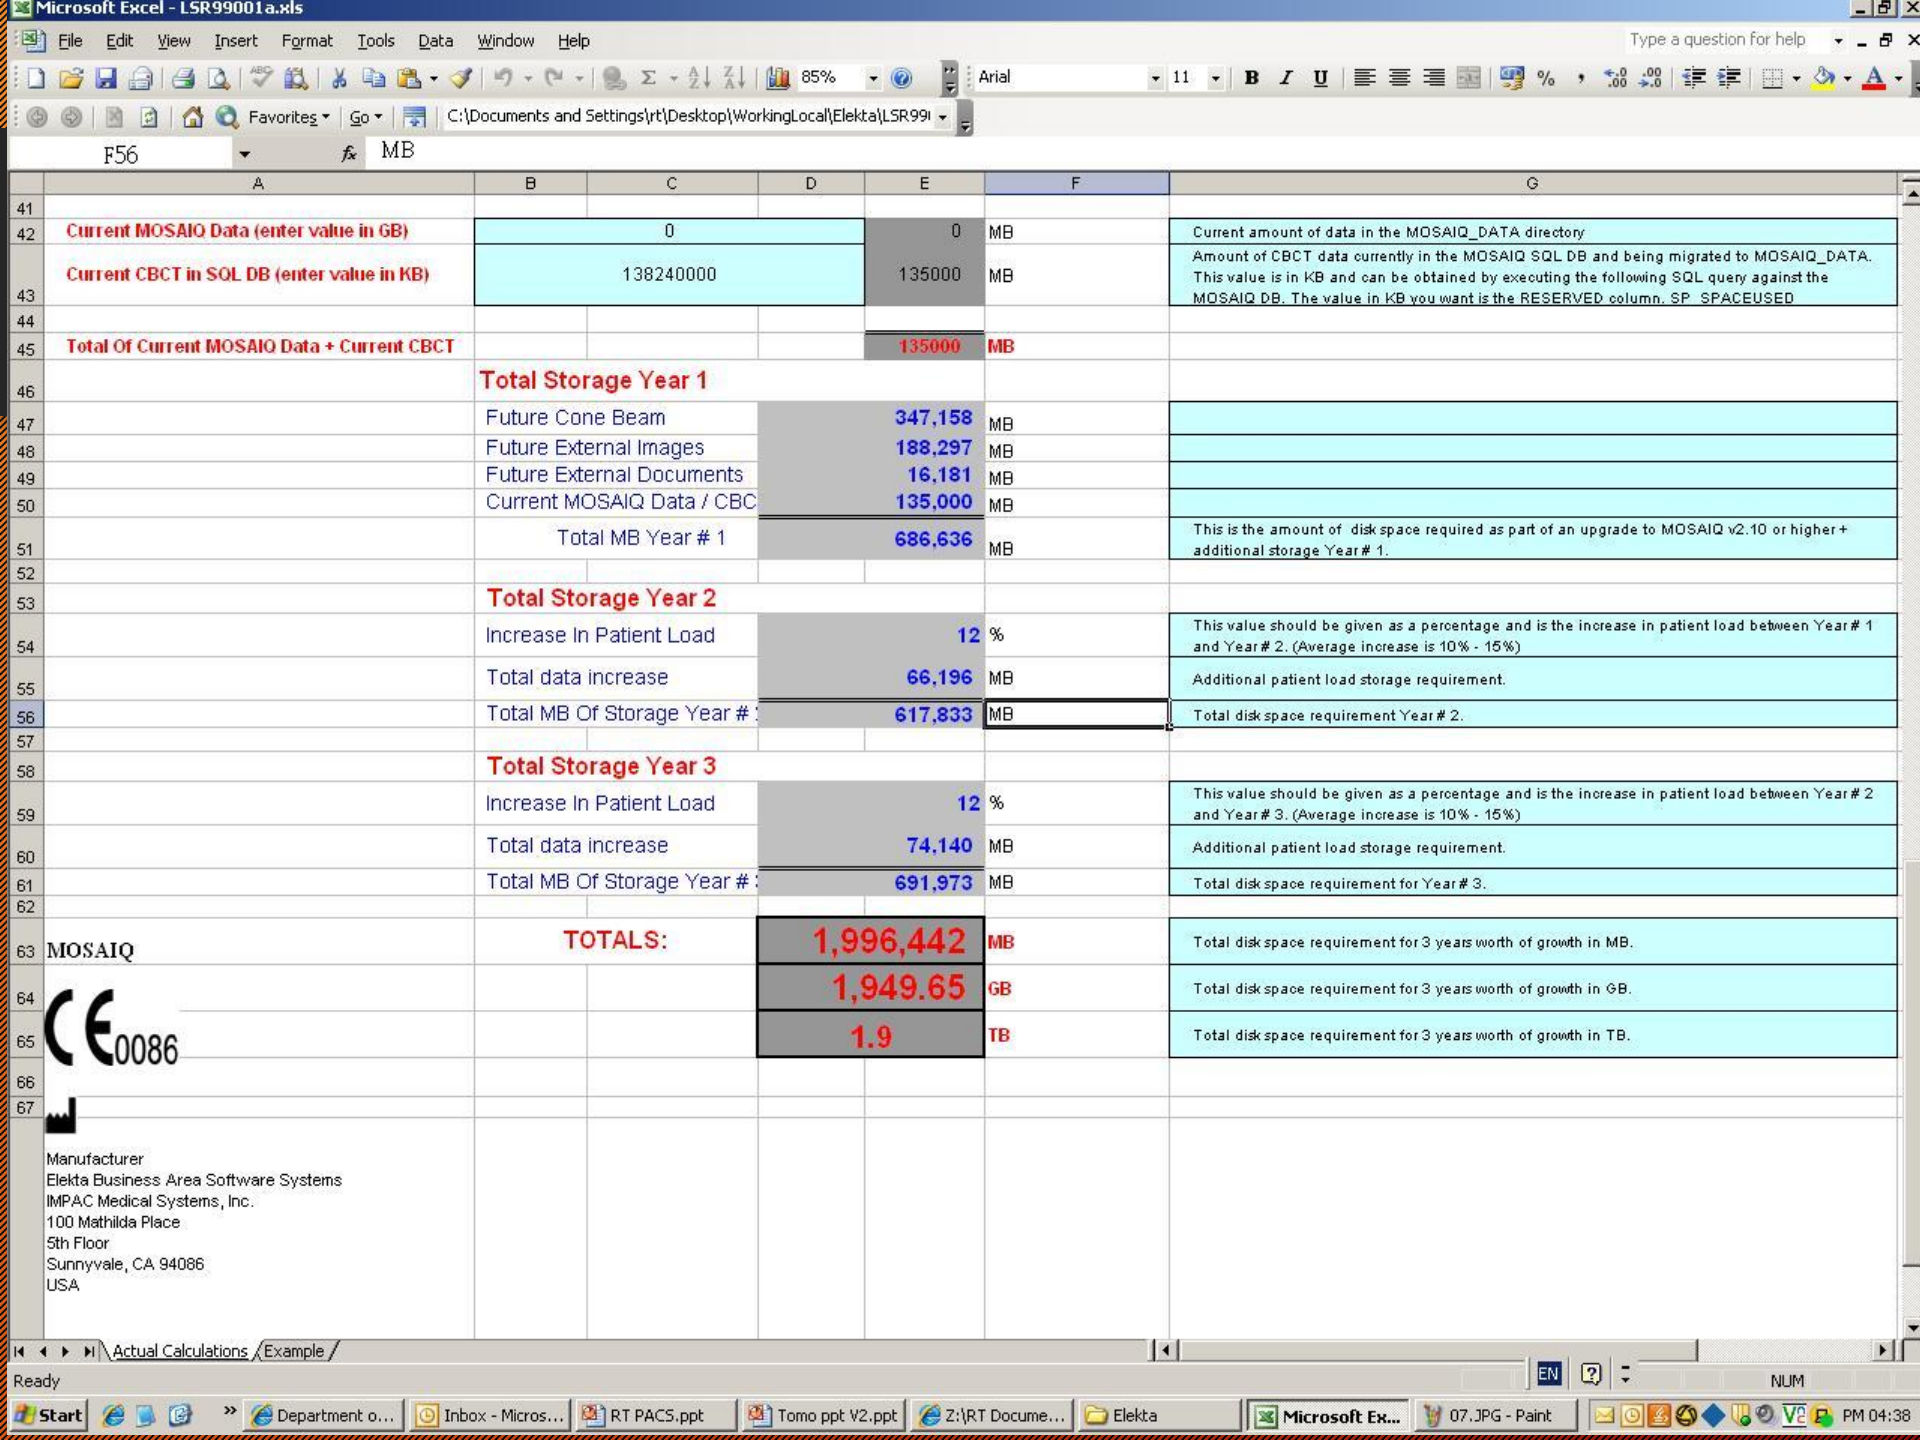 Microsoft Excel - LSR99001a.xls
File Edit View Insert Format Tools Data Window Help Type a question for help
85% Arial 11 B I U
Favorites Go C:\Documents and Settings\rt\Desktop\WorkingLocal\Elekta\LSR99
F56 fx MB
A B C D E F G
41
42 Current MOSAIQ Data (enter value in GB) 0 0 MB Current amount of data in the MOSAIQ_DATA directory
43 Current CBCT in SQL DB (enter value in KB) 138240000 135000 MB Amount of CBCT data currently in the MOSAIQ SQL DB and being migrated to MOSAIQ_DATA.
This value is in KB and can be obtained by executing the following SQL query against the
MOSAIQ DB. The value in KB you want is the RESERVED column. SP_SPACEUSED
44
45 Total Of Current MOSAIQ Data + Current CBCT 135000 MB
46 Total Storage Year 1
47 Future Cone Beam 347,158 MB
48 Future External Images 188,297 MB
49 Future External Documents 16,181 MB
50 Current MOSAIQ Data / CBC 135,000 MB
51 Total MB Year # 1 686,636 MB This is the amount of disk space required as part of an upgrade to MOSAIQ v2.10 or higher +
additional storage Year # 1.
52
53 Total Storage Year 2
54 Increase In Patient Load 12 % This value should be given as a percentage and is the increase in patient load between Year # 1
and Year # 2. (Average increase is 10% - 15%)
55 Total data increase 66,196 MB Additional patient load storage requirement.
56 Total MB Of Storage Year # 617,833 MB Total disk space requirement Year # 2.
57
58 Total Storage Year 3
59 Increase In Patient Load 12 % This value should be given as a percentage and is the increase in patient load between Year # 2
and Year # 3. (Average increase is 10% - 15%)
60 Total data increase 74,140 MB Additional patient load storage requirement.
61 Total MB Of Storage Year # 691,973 MB Total disk space requirement for Year # 3.
62
63 MOSAIQ TOTALS: 1,996,442 MB Total disk space requirement for 3 years worth of growth in MB.
64 1,949.65 GB Total disk space requirement for 3 years worth of growth in GB.
65 CE0086 1.9 TB Total disk space requirement for 3 years worth of growth in TB.
66
67
Manufacturer
Elekta Business Area Software Systems
IMPAC Medical Systems, Inc.
100 Mathilda Place
5th Floor
Sunnyvale, CA 94086
USA
Actual Calculations Example
Ready EN NUM
Start Department o... Inbox - Micros... RT PACS.ppt Tomo ppt V2.ppt Z:\RT Docume... Elekta Microsoft Ex... 07.JPG - Paint PM 04:38